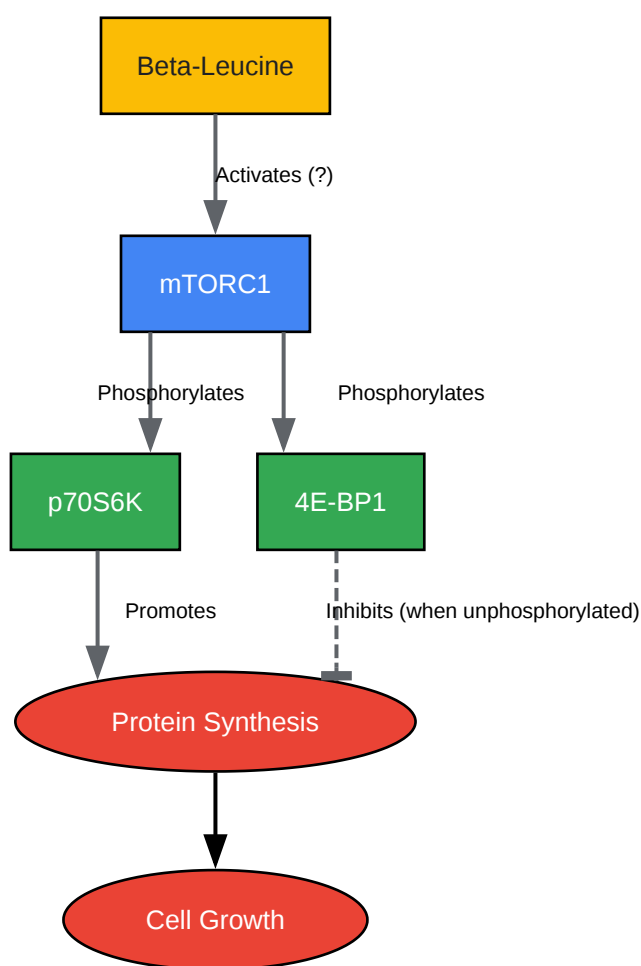 Beta-Leucine
Activates (?)
mTORC1
Phosphorylates
Phosphorylates
p70S6K
4E-BP1
Promotes
Inhibits (when unphosphorylated)
Protein Synthesis
Cell Growth